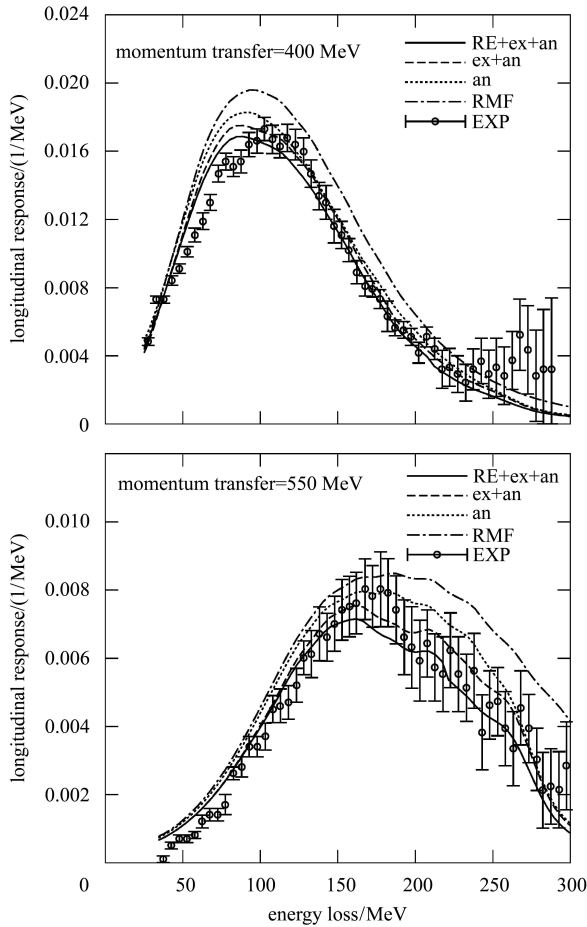 momentum transfer=400 MeV
RE+ex+an
ex+an
an
RMF
EXP
longitudinal response/(1/MeV)
0.024
0.020
0.016
0.012
0.008
0.004
0
momentum transfer=550 MeV
RE+ex+an
ex+an
an
RMF
EXP
longitudinal response/(1/MeV)
0.010
0.008
0.006
0.004
0.002
0
50
100
150
200
250
300
energy loss/MeV